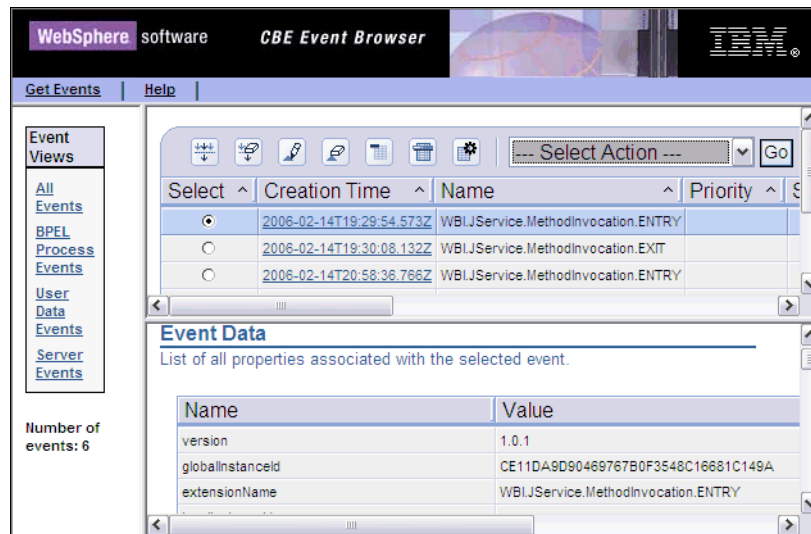 WebSphere software CBE Event Browser IBM®
Get Events | Help |
Event Views
All Events
BPEL Process Events
User Data Events
Server Events
Number of events: 6
--- Select Action --- Go
Select Creation Time Name Priority S
2006-02-14T19:29:54.573Z WBI.JService.MethodInvocation.ENTRY
2006-02-14T19:30:08.132Z WBI.JService.MethodInvocation.EXIT
2006-02-14T20:58:36.766Z WBI.JService.MethodInvocation.ENTRY
Event Data
List of all properties associated with the selected event.
Name Value
version 1.0.1
globalInstanceId CE11DA9D90469767B0F3548C16681C149A
extensionName WBI.JService.MethodInvocation.ENTRY